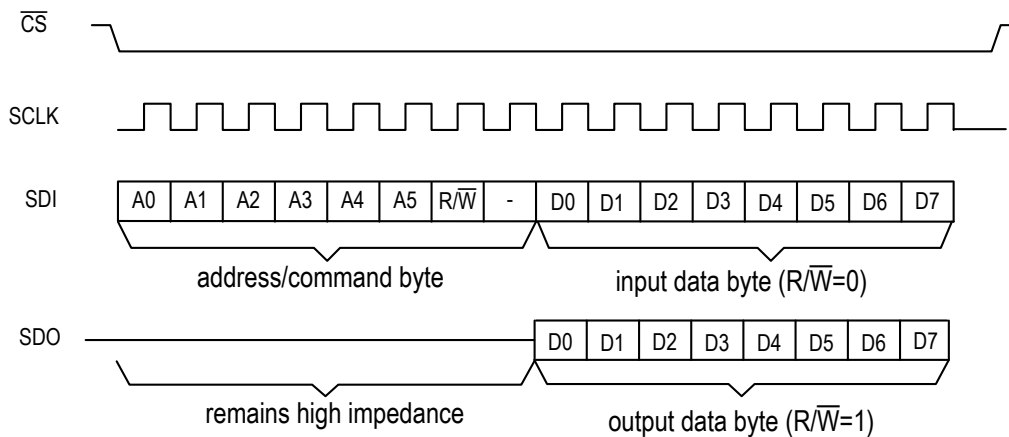 C̅S̅
SCLK
SDI A0 A1 A2 A3 A4 A5 R/W̅ - D0 D1 D2 D3 D4 D5 D6 D7
address/command byte input data byte (R/W̅=0)
SDO D0 D1 D2 D3 D4 D5 D6 D7
remains high impedance output data byte (R/W̅=1)